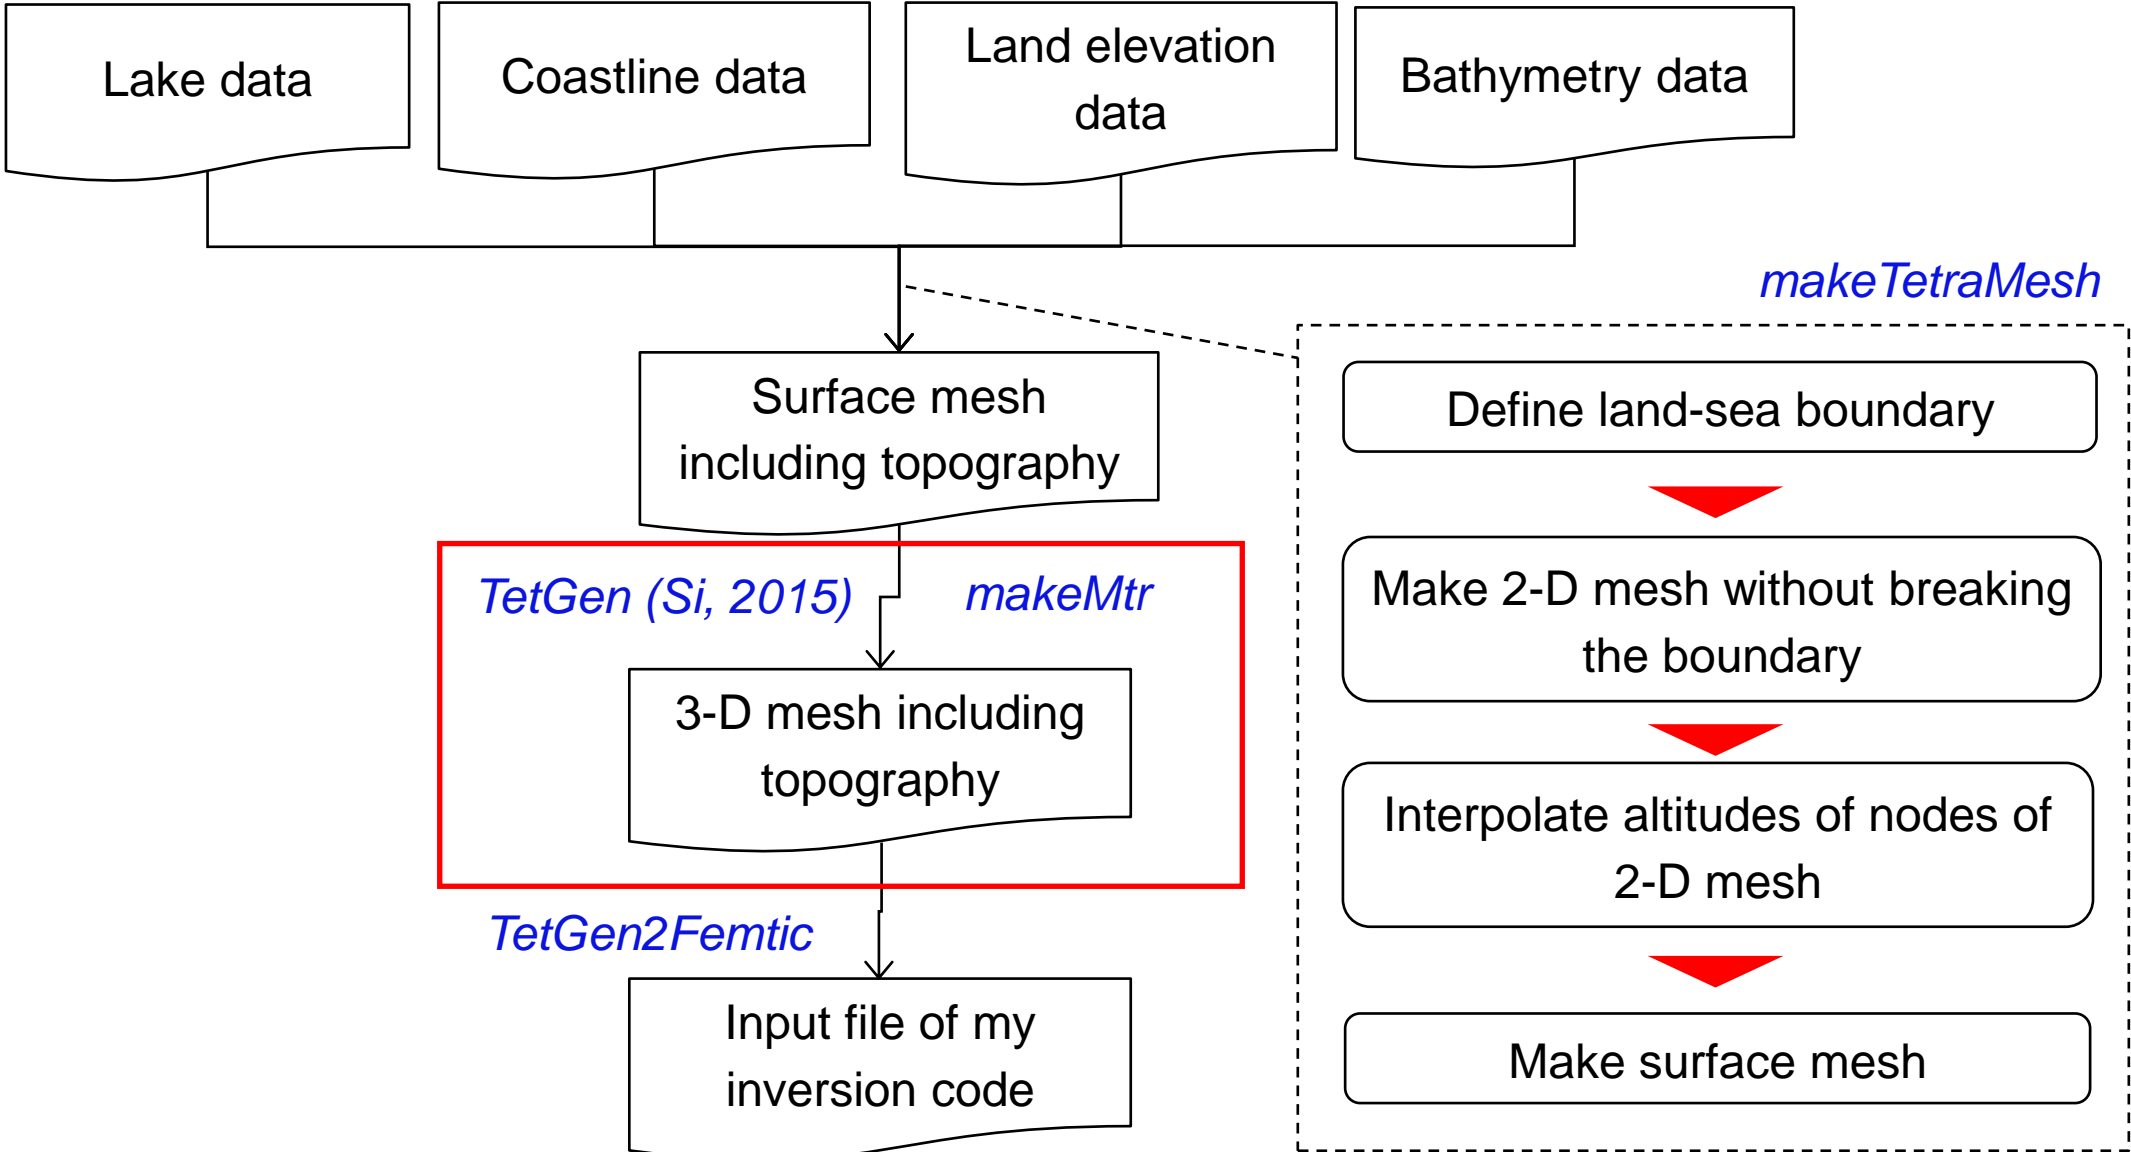 Lake data
Coastline data
Land elevation
data
Bathymetry data
makeTetraMesh
Surface mesh
including topography
TetGen (Si, 2015)
makeMtr
3-D mesh including
topography
TetGen2Femtic
Input file of my
inversion code
Define land-sea boundary
Make 2-D mesh without breaking
the boundary
Interpolate altitudes of nodes of
2-D mesh
Make surface mesh